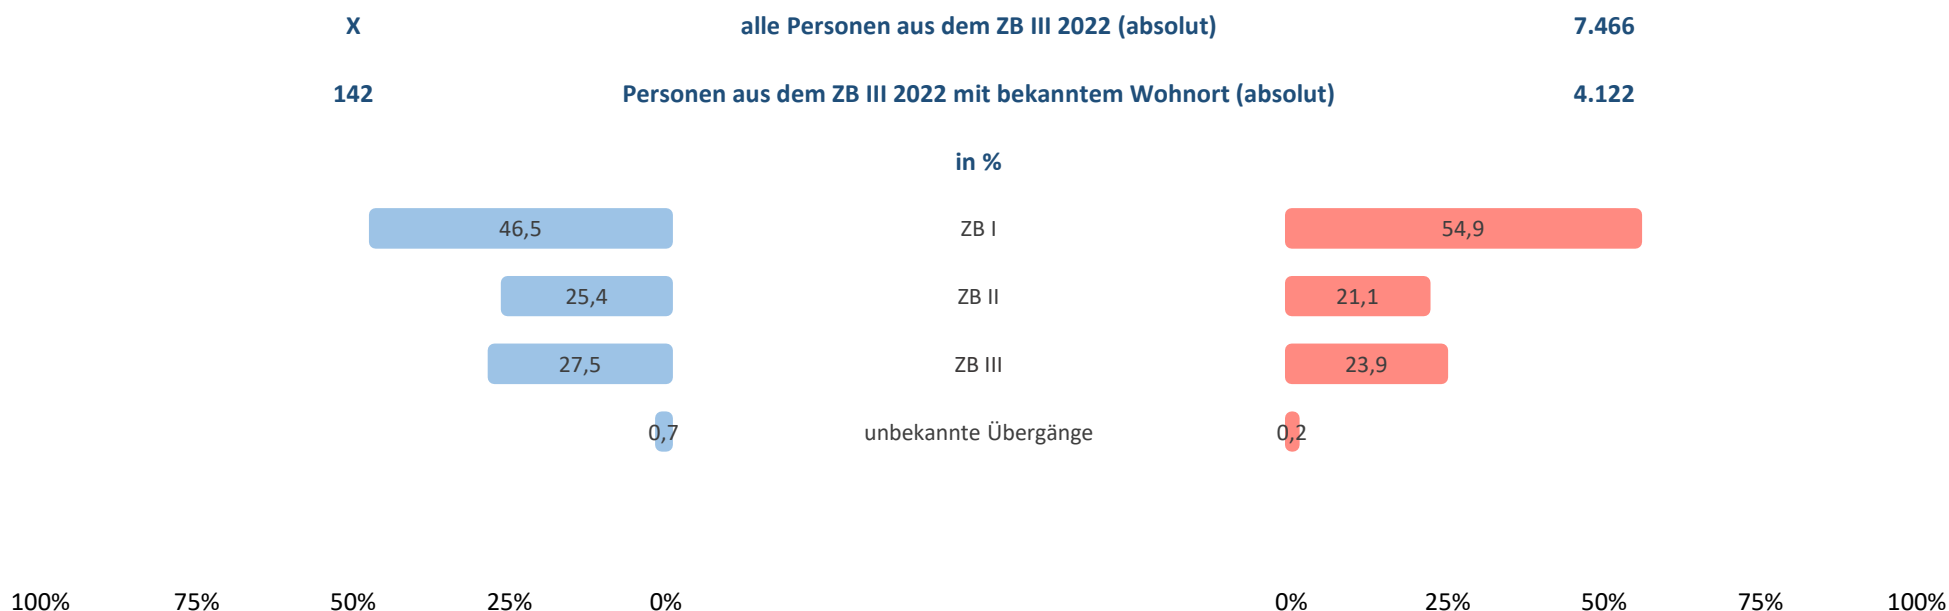 X alle Personen aus dem ZB III 2022 (absolut) 7.466
142 Personen aus dem ZB III 2022 mit bekanntem Wohnort (absolut) 4.122
in %
46,5 ZB I 54,9
25,4 ZB II 21,1
27,5 ZB III 23,9
0,7 unbekannte Übergänge 0,2
100% 75% 50% 25% 0% 0% 25% 50% 75% 100%